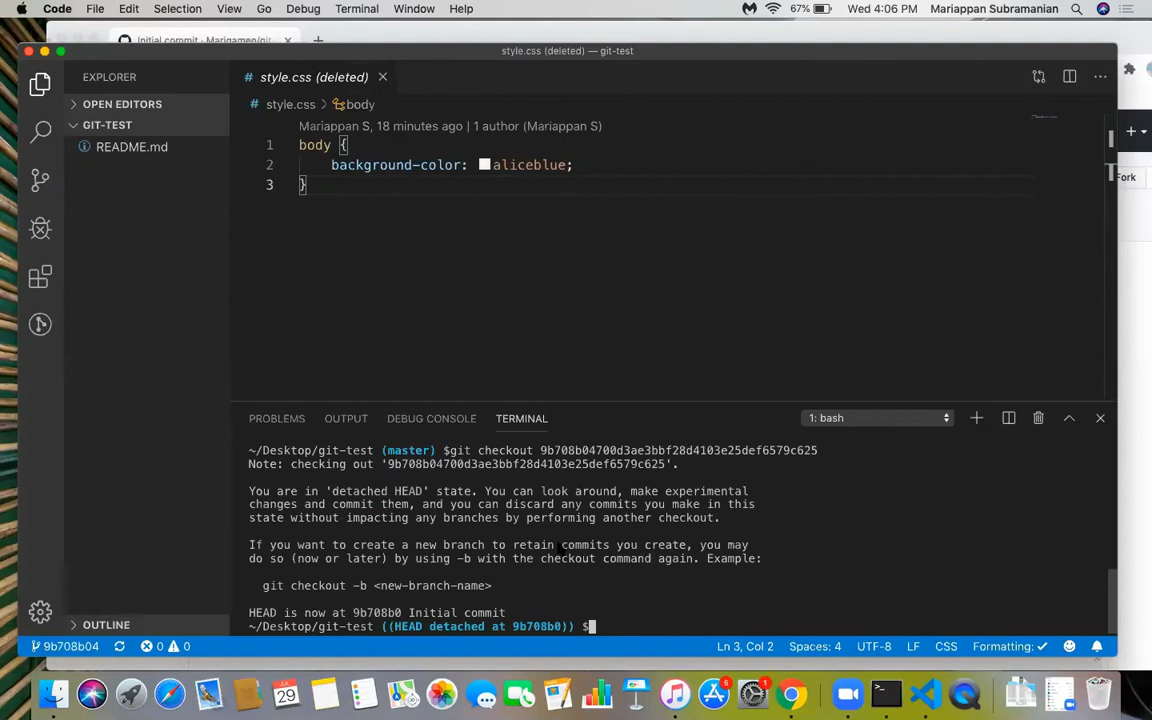 Code File Edit Selection View Go Debug Terminal Window Help 67% Wed 4:06 PM Mariappan Subramanian
Initial commit · Marigamen/git-
style.css (deleted) — git-test
EXPLORER
OPEN EDITORS
GIT-TEST
README.md
OUTLINE
# style.css (deleted)
# style.css > body
Mariappan S, 18 minutes ago | 1 author (Mariappan S)
1 body {
2 background-color: aliceblue;
3 }
Fork
PROBLEMS OUTPUT DEBUG CONSOLE TERMINAL 1: bash
~/Desktop/git-test (master) $git checkout 9b708b04700d3ae3bbf28d4103e25def6579c625
Note: checking out '9b708b04700d3ae3bbf28d4103e25def6579c625'.
You are in 'detached HEAD' state. You can look around, make experimental
changes and commit them, and you can discard any commits you make in this
state without impacting any branches by performing another checkout.
If you want to create a new branch to retain commits you create, you may
do so (now or later) by using -b with the checkout command again. Example:
git checkout -b <new-branch-name>
HEAD is now at 9b708b0 Initial commit
~/Desktop/git-test ((HEAD detached at 9b708b0)) $
9b708b04 0 0 Ln 3, Col 2 Spaces: 4 UTF-8 LF CSS Formatting: ✓
JUL
29
5
1